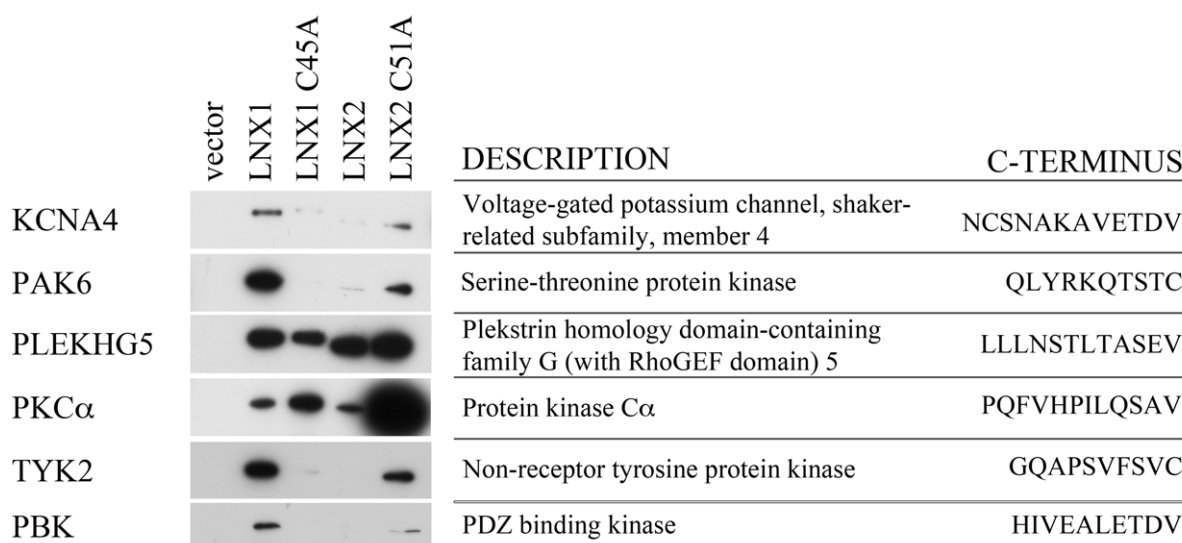 vector
LNX1
LNX1 C45A
LNX2
LNX2 C51A
DESCRIPTION C-TERMINUS
KCNA4 Voltage-gated potassium channel, shaker-
related subfamily, member 4 NCSNAKAVETDV
PAK6 Serine-threonine protein kinase QLYRKQTSTC
PLEKHG5 Plekstrin homology domain-containing
family G (with RhoGEF domain) 5 LLLNSTLTASEV
PKCα Protein kinase Cα PQFVHPILQSAV
TYK2 Non-receptor tyrosine protein kinase GQAPSVFSVC
PBK PDZ binding kinase HIVEALETDV